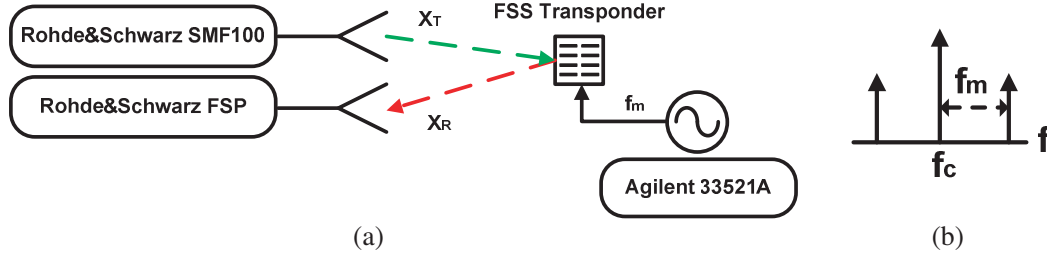 FSS Transponder
Rohde&Schwarz SMF100
XT
Rohde&Schwarz FSP
XR
fm
Agilent 33521A
(a)
fm
f
fc
(b)